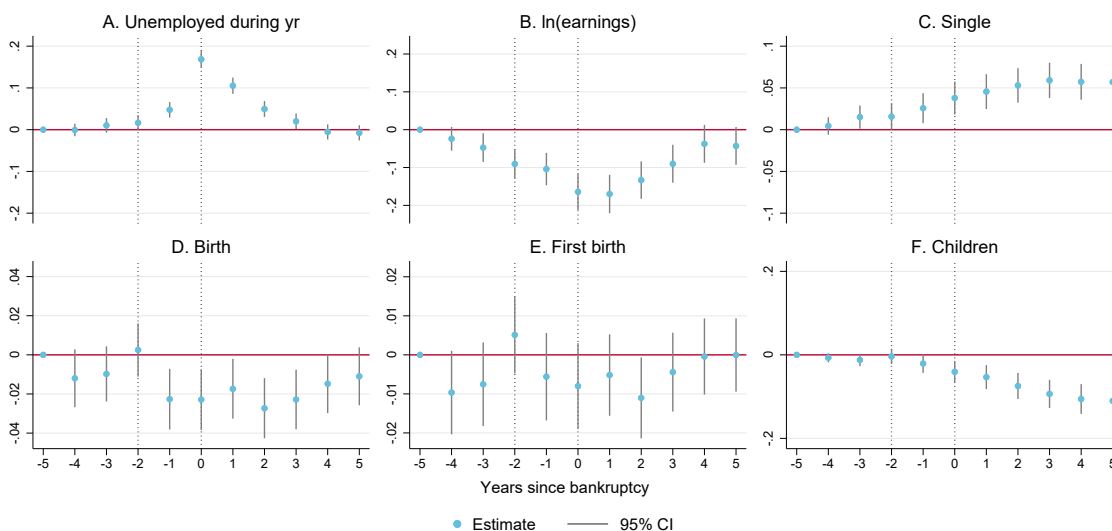 A. Unemployed during yr
.2
.1
0
-.1
-.2
B. ln(earnings)
.2
.1
0
-.1
-.2
C. Single
.1
.05
0
-.05
-.1
D. Birth
.04
.02
0
-.02
-.04
-5 -4 -3 -2 -1 0 1 2 3 4 5
E. First birth
.02
.01
0
-.01
-.02
-5 -4 -3 -2 -1 0 1 2 3 4 5
F. Children
.2
0
-.2
-5 -4 -3 -2 -1 0 1 2 3 4 5
Years since bankruptcy
Estimate 95% CI